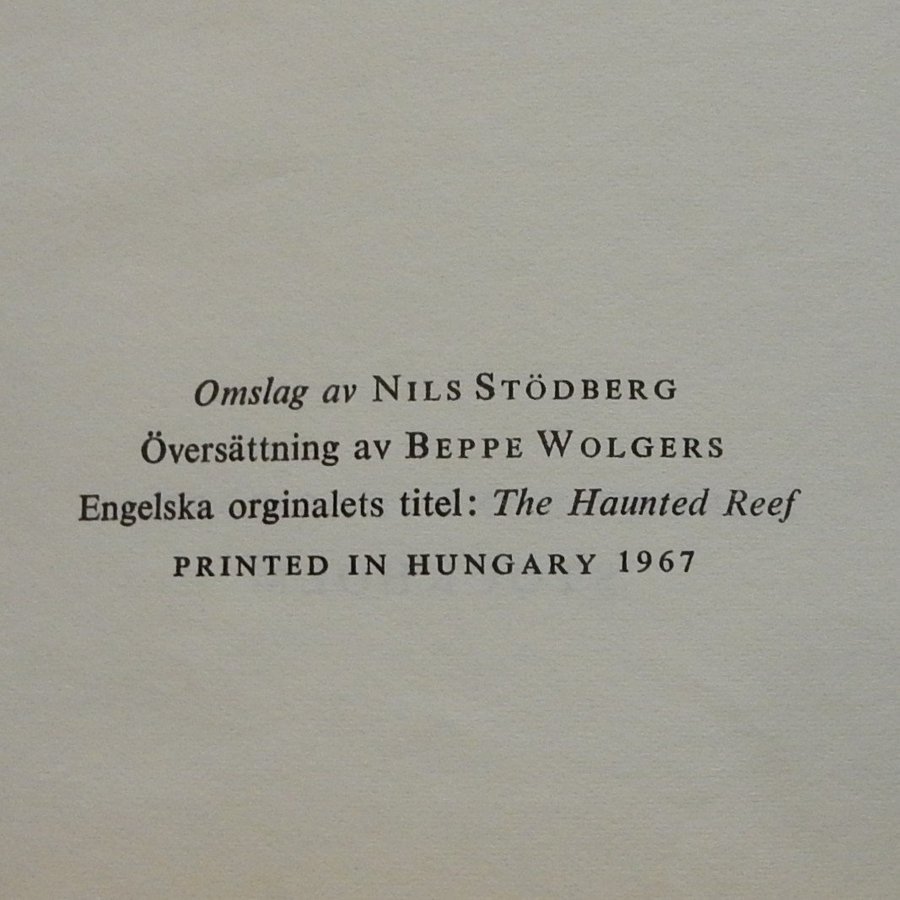 Omslag av NILS STÖDBERG
Översättning av BEPPE WOLGERS
Engelska orginalets titel: The Haunted Reef
PRINTED IN HUNGARY 1967